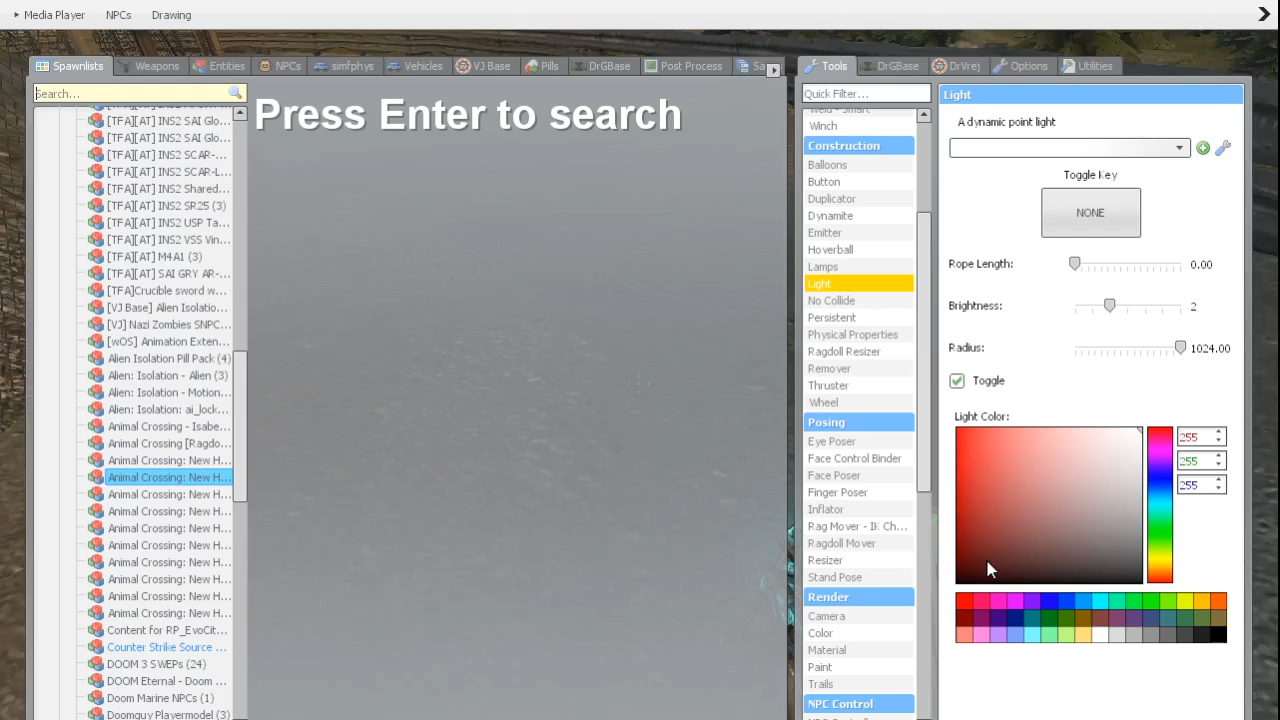 Media Player NPCs Drawing
Spawnlists Weapons Entities NPCs simfphys Vehicles VJ Base Pills DrGBase Post Process Sa
Search...
Press Enter to search
[TFA][AT] INS2 SAI Glo...
[TFA][AT] INS2 SAI Glo...
[TFA][AT] INS2 SCAR-...
[TFA][AT] INS2 SCAR-L...
[TFA][AT] INS2 Shared...
[TFA][AT] INS2 SR25 (3)
[TFA][AT] INS2 USP Ta...
[TFA][AT] INS2 VSS Vin...
[TFA][AT] M4A1 (3)
[TFA][AT] SAI GRY AR-...
[TFA]Crucible sword w...
[VJ Base] Alien Isolatio...
[VJ] Nazi Zombies SNPC...
[wOS] Animation Exten...
Alien Isolation Pill Pack (4)
Alien: Isolation - Alien (3)
Alien: Isolation - Motion...
Alien: Isolation: ai_lock...
Animal Crossing - Isabe...
Animal Crossing [Ragdo...
Animal Crossing: New H...
Animal Crossing: New H...
Animal Crossing: New H...
Animal Crossing: New H...
Animal Crossing: New H...
Animal Crossing: New H...
Animal Crossing: New H...
Animal Crossing: New H...
Animal Crossing: New H...
Animal Crossing: New H...
Content for RP_EvoCit...
Counter Strike Source ...
DOOM 3 SWEPs (24)
DOOM Eternal - Doom ...
Doom Marine NPCs (1)
Doomguy Playermodel (3)
Tools DrGBase DrVrej Options Utilities
Quick Filter...
Weld - Smart
Winch
Construction
Balloons
Button
Duplicator
Dynamite
Emitter
Hoverball
Lamps
Light
No Collide
Persistent
Physical Properties
Ragdoll Resizer
Remover
Thruster
Wheel
Posing
Eye Poser
Face Control Binder
Face Poser
Finger Poser
Inflator
Rag Mover - IK Ch...
Ragdoll Mover
Resizer
Stand Pose
Render
Camera
Color
Material
Paint
Trails
NPC Control
Light
A dynamic point light
Toggle Key
NONE
Rope Length: 0.00
Brightness: 2
Radius: 1024.00
Toggle
Light Color:
255
255
255